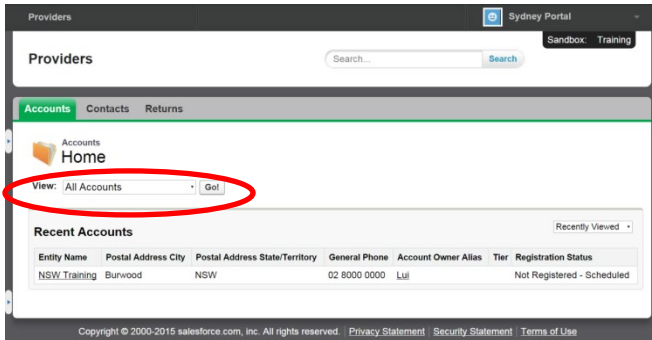 Providers
Sydney Portal
Sandbox: Training
Providers
Search...
Search
Accounts Contacts Returns
Accounts
Home
View: All Accounts Go!
Recent Accounts
Recently Viewed
Entity Name Postal Address City Postal Address State/Territory General Phone Account Owner Alias Tier Registration Status
NSW Training Burwood NSW 02 8000 0000 Lui Not Registered - Scheduled
Copyright © 2000-2015 salesforce.com, inc. All rights reserved. | Privacy Statement | Security Statement | Terms of Use